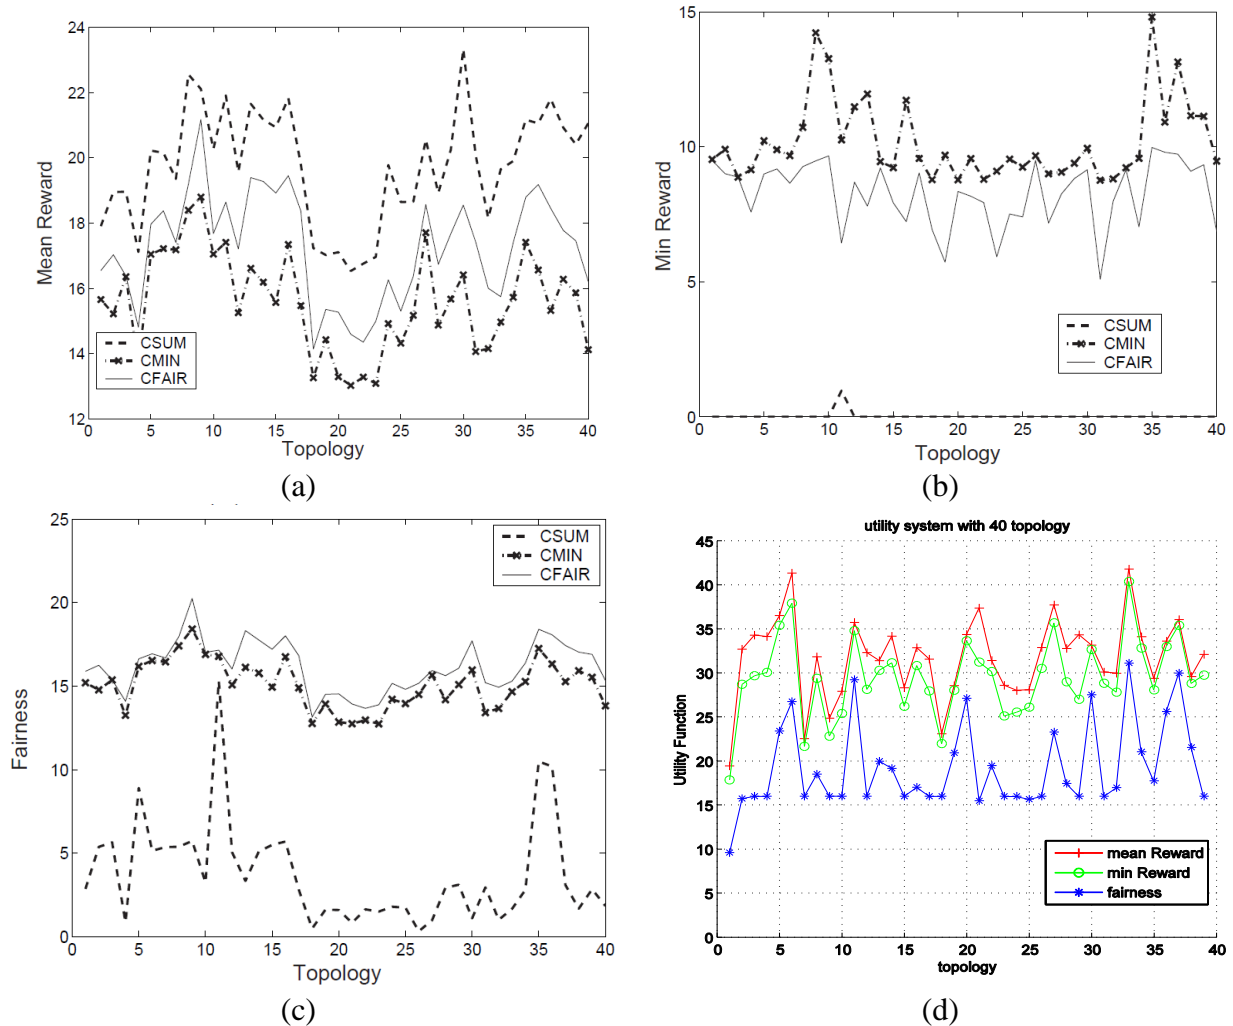 24
22
20
18
16
14
12
Mean Reward
CSUM
CMIN
CFAIR
0 5 10 15 20 25 30 35 40
Topology
(a)
15
10
5
0
Min Reward
CSUM
CMIN
CFAIR
0 5 10 15 20 25 30 35 40
Topology
(b)
25
20
15
10
5
0
Fairness
CSUM
CMIN
CFAIR
0 5 10 15 20 25 30 35 40
Topology
(c)
utility system with 40 topology
45
40
35
30
25
20
15
10
5
0
Utility Function
mean Reward
min Reward
fairness
0 5 10 15 20 25 30 35 40
topology
(d)